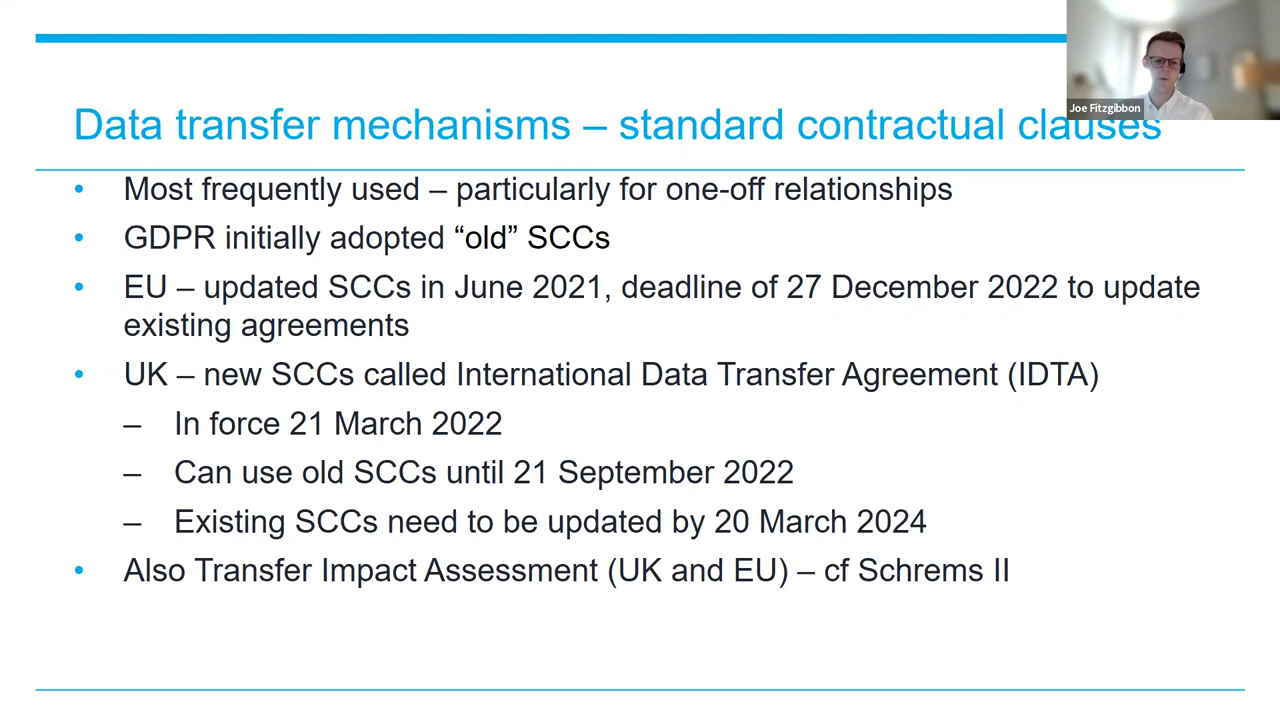 Joe Fitzgibbon
Data transfer mechanisms – standard contractual clauses
• Most frequently used – particularly for one-off relationships
• GDPR initially adopted “old” SCCs
• EU – updated SCCs in June 2021, deadline of 27 December 2022 to update
existing agreements
• UK – new SCCs called International Data Transfer Agreement (IDTA)
– In force 21 March 2022
– Can use old SCCs until 21 September 2022
– Existing SCCs need to be updated by 20 March 2024
• Also Transfer Impact Assessment (UK and EU) – cf Schrems II